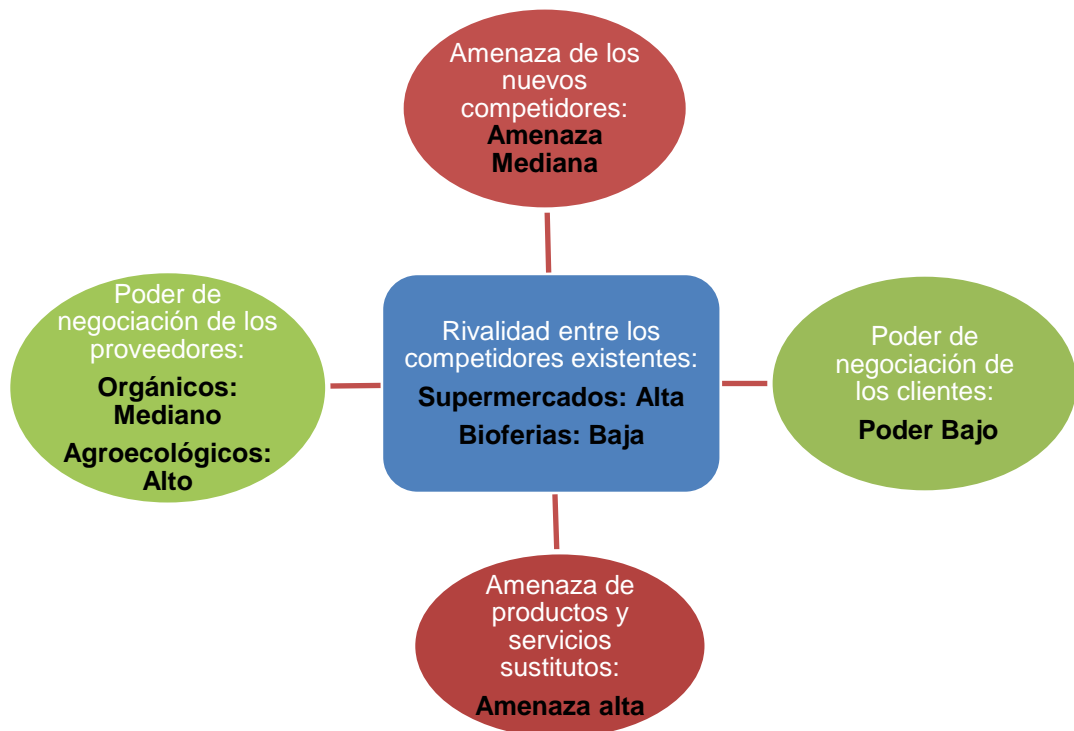 Amenaza de los
nuevos
competidores:
Amenaza
Mediana
Poder de
negociación de los
proveedores:
Orgánicos:
Mediano
Agroecológicos:
Alto
Rivalidad entre los
competidores existentes:
Supermercados: Alta
Bioferias: Baja
Poder de
negociación de
los clientes:
Poder Bajo
Amenaza de
productos y
servicios
sustitutos:
Amenaza alta